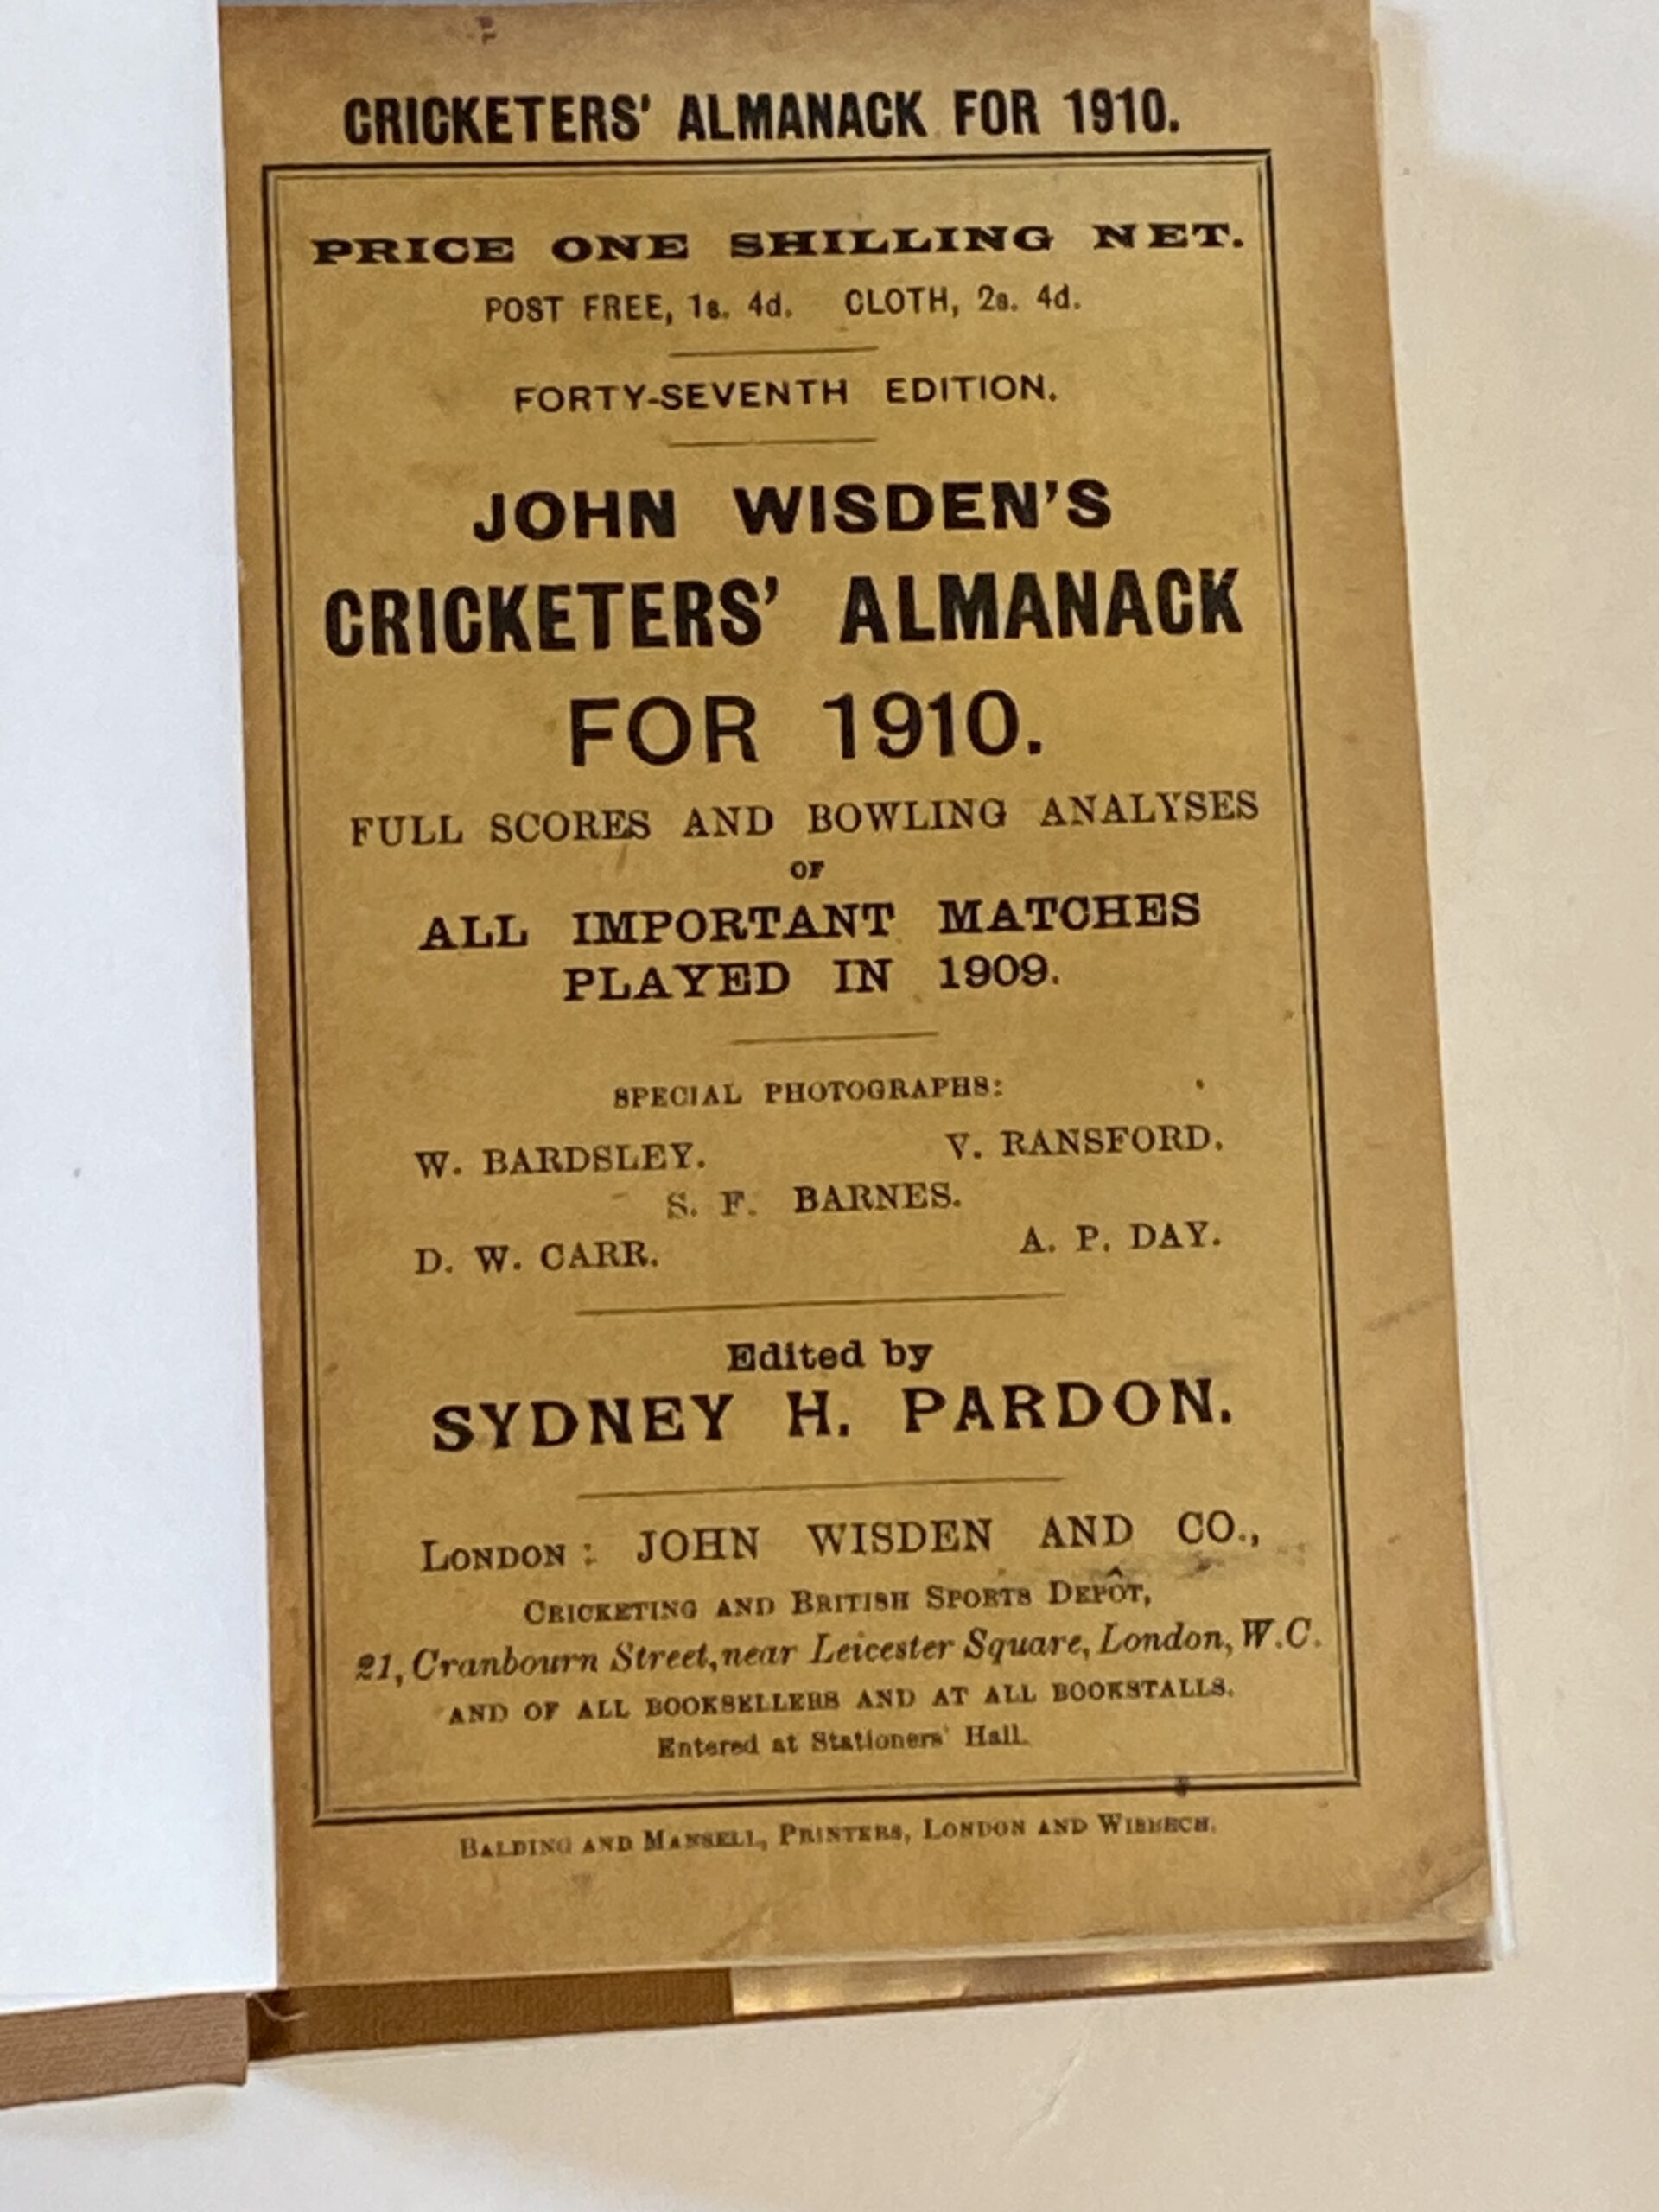 CRICKETERS' ALMANACK FOR 1910.
PRICE ONE SHILLING NET.
POST FREE, 1s. 4d. CLOTH, 2s. 4d.
FORTY-SEVENTH EDITION.
JOHN WISDEN'S
CRICKETERS' ALMANACK
FOR 1910.
FULL SCORES AND BOWLING ANALYSES
OF
ALL IMPORTANT MATCHES
PLAYED IN 1909.
SPECIAL PHOTOGRAPHS:
W. BARDSLEY. V. RANSFORD.
S. F. BARNES.
D. W. CARR. A. P. DAY.
Edited by
SYDNEY H. PARDON.
LONDON: JOHN WISDEN AND CO.,
CRICKETING AND BRITISH SPORTS DEPÔT,
21, Cranbourn Street, near Leicester Square, London, W.C.
AND OF ALL BOOKSELLERS AND AT ALL BOOKSTALLS.
Entered at Stationers' Hall.
BALDING AND MANSELL, PRINTERS, LONDON AND WISBECH.